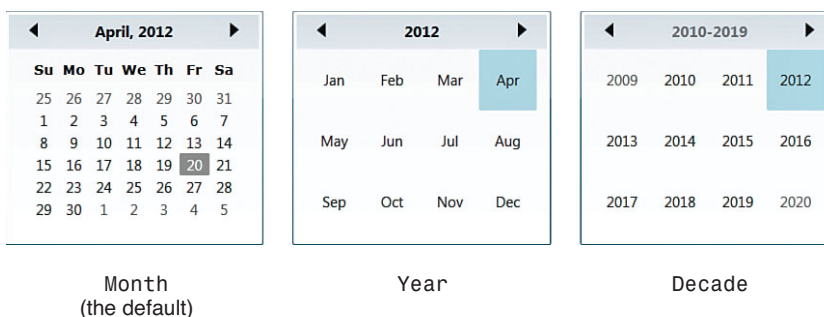 April, 2012
Su Mo Tu We Th Fr Sa
25 26 27 28 29 30 31
1 2 3 4 5 6 7
8 9 10 11 12 13 14
15 16 17 18 19 20 21
22 23 24 25 26 27 28
29 30 1 2 3 4 5
Month
(the default)
2012
Jan Feb Mar Apr
May Jun Jul Aug
Sep Oct Nov Dec
Year
2010-2019
2009 2010 2011 2012
2013 2014 2015 2016
2017 2018 2019 2020
Decade